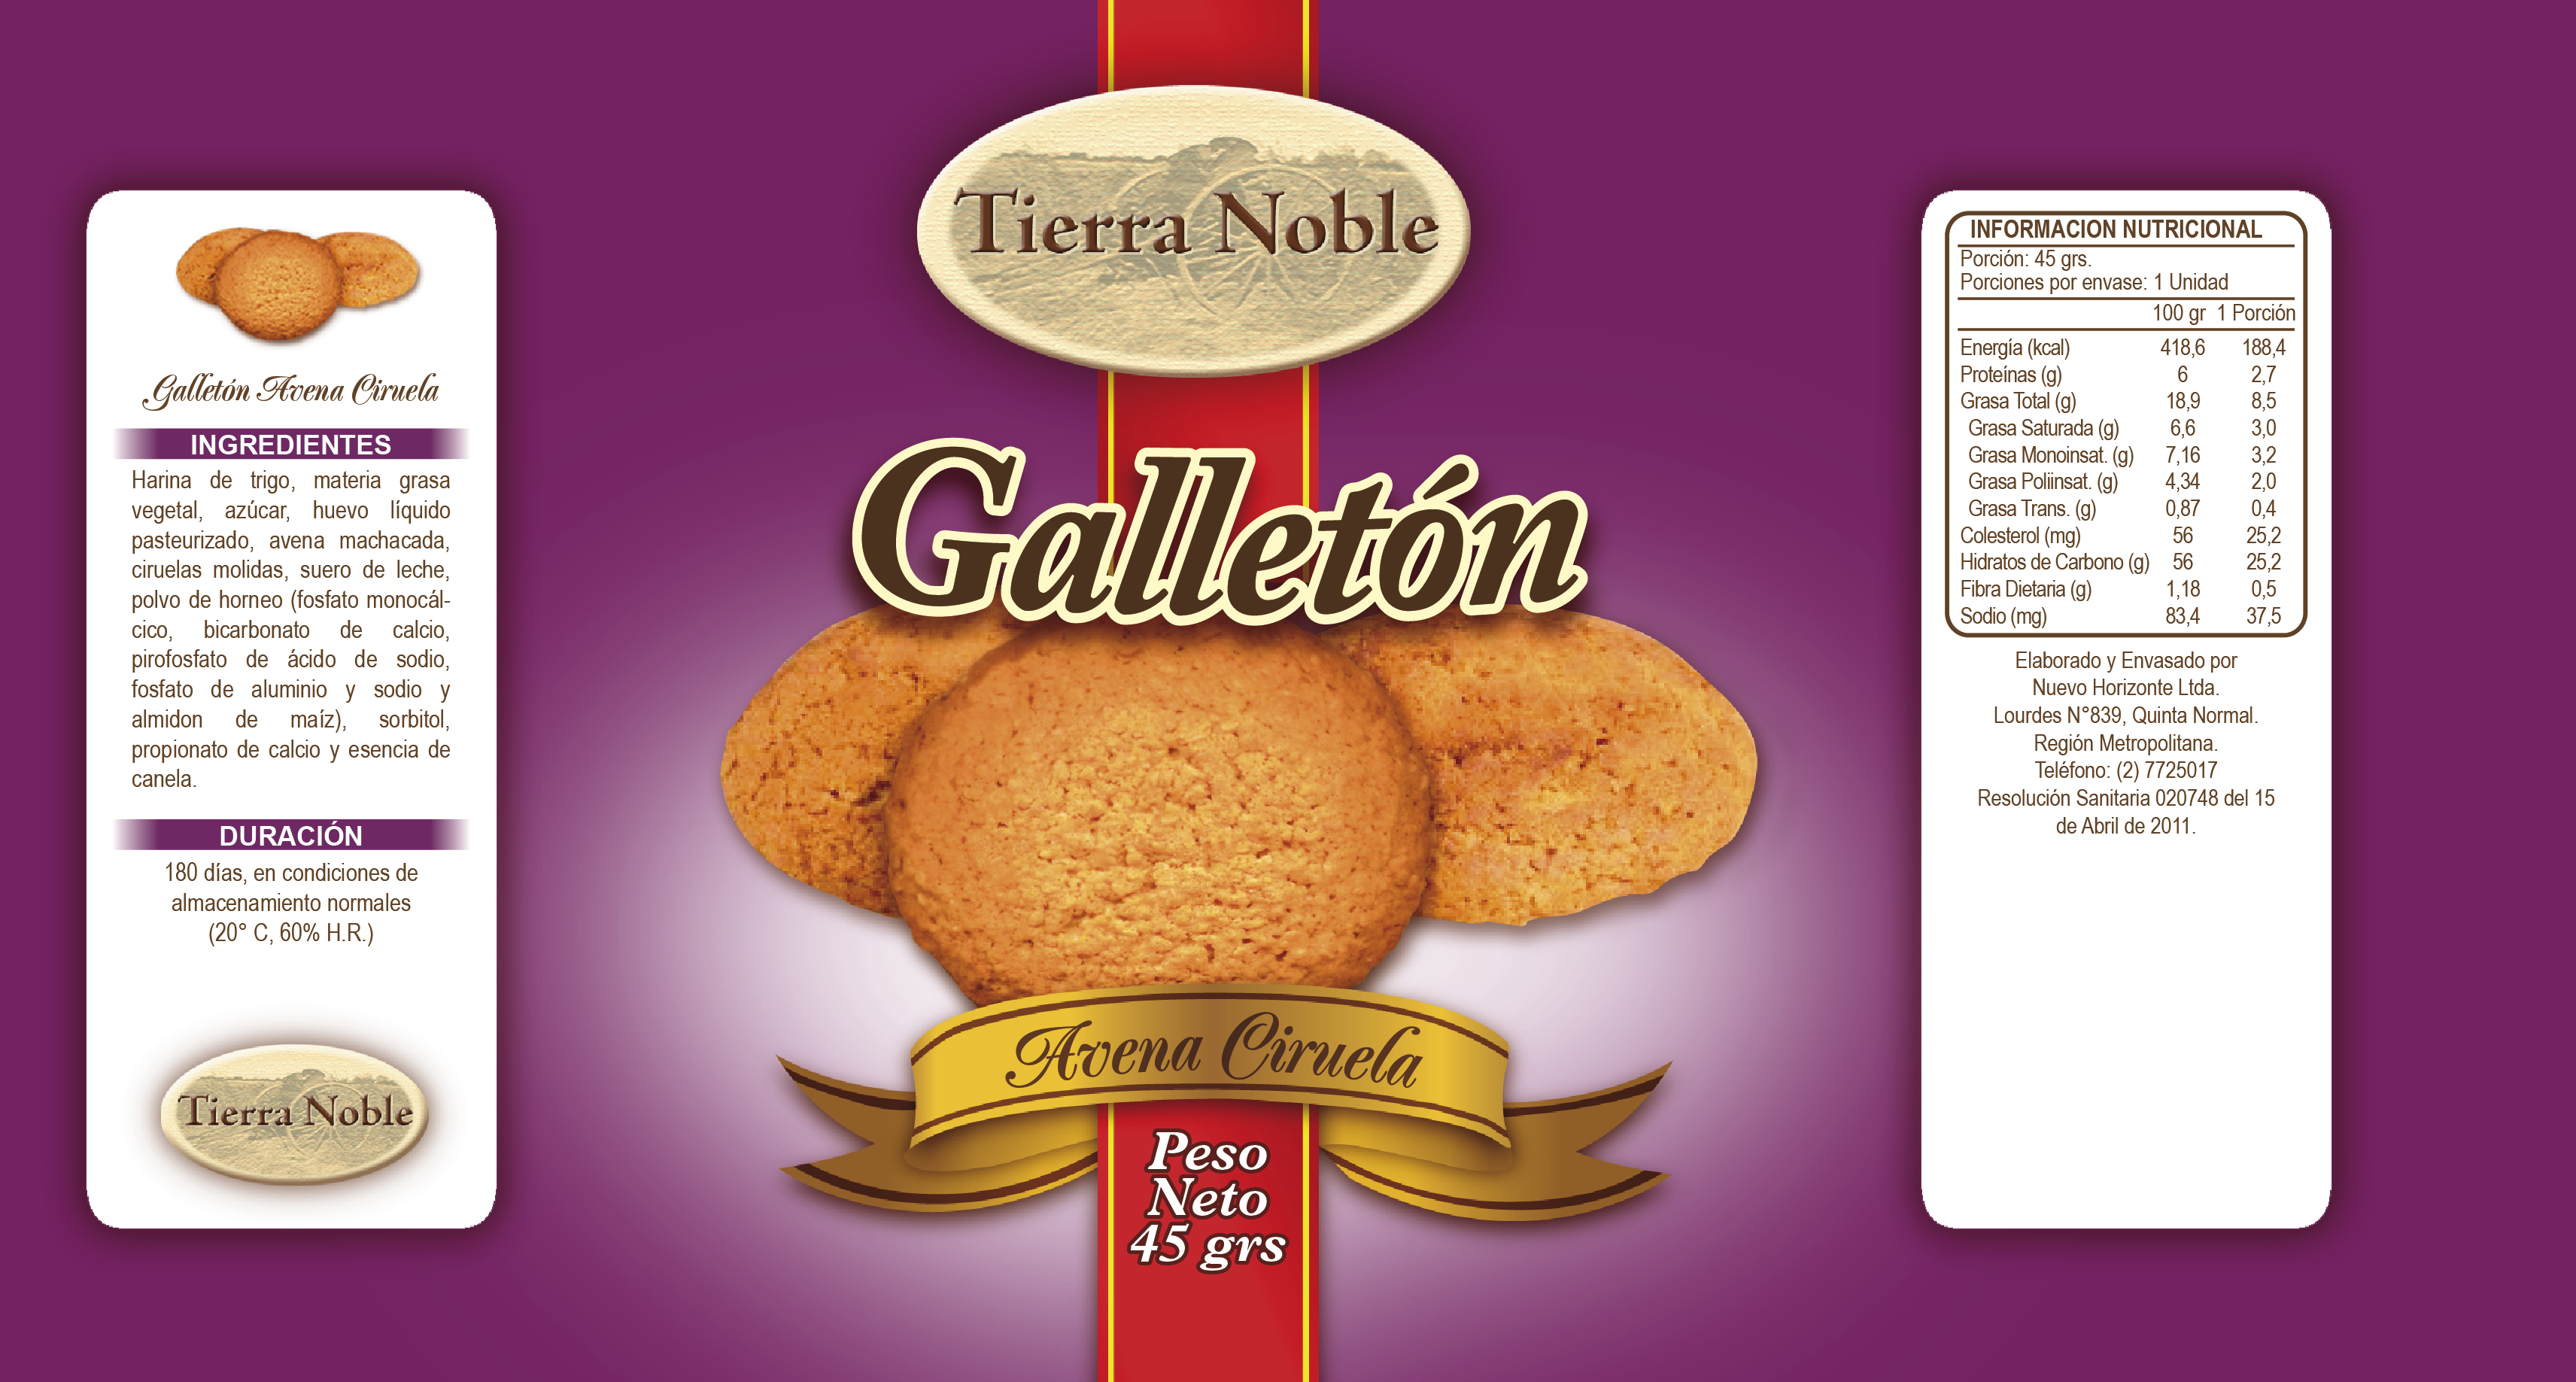 Galletón Avena Ciruela
INGREDIENTES
Harina de trigo, materia grasa
vegetal, azúcar, huevo líquido
pasteurizado, avena machacada,
ciruelas molidas, suero de leche,
polvo de horneo (fosfato monocál-
cico, bicarbonato de calcio,
pirofosfato de ácido de sodio,
fosfato de aluminio y sodio y
almidon de maíz), sorbitol,
propionato de calcio y esencia de
canela.
DURACIÓN
180 días, en condiciones de
almacenamiento normales
(20° C, 60% H.R.)
Tierra Noble
Tierra Noble
Galletón
Avena Ciruela
Peso
Neto
45 grs
INFORMACION NUTRICIONAL
Porción: 45 grs.
Porciones por envase: 1 Unidad
100 gr 1 Porción
Energía (kcal) 418,6 188,4
Proteínas (g) 6 2,7
Grasa Total (g) 18,9 8,5
Grasa Saturada (g) 6,6 3,0
Grasa Monoinsat. (g) 7,16 3,2
Grasa Poliinsat. (g) 4,34 2,0
Grasa Trans. (g) 0,87 0,4
Colesterol (mg) 56 25,2
Hidratos de Carbono (g) 56 25,2
Fibra Dietaria (g) 1,18 0,5
Sodio (mg) 83,4 37,5
Elaborado y Envasado por
Nuevo Horizonte Ltda.
Lourdes N°839, Quinta Normal.
Región Metropolitana.
Teléfono: (2) 7725017
Resolución Sanitaria 020748 del 15
de Abril de 2011.